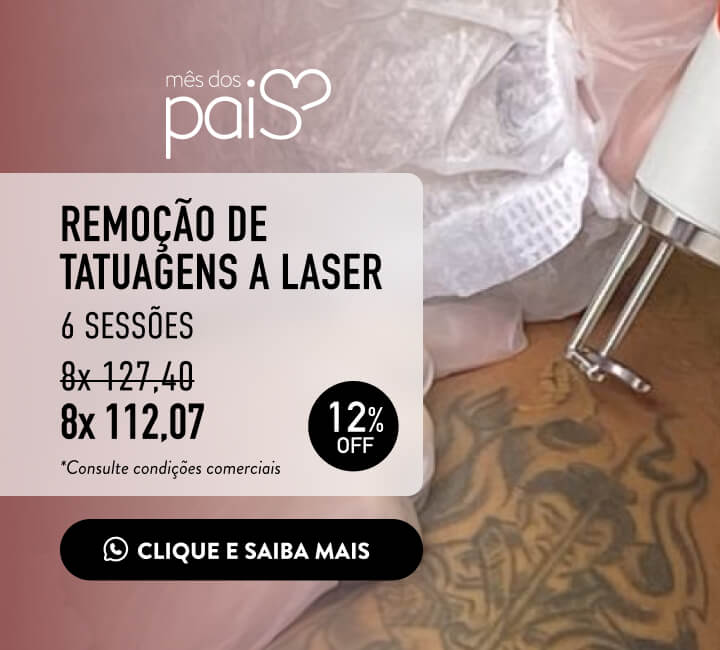 mês dos
pais
REMOÇÃO DE
TATUAGENS A LASER
6 SESSÕES
8x 127,40
8x 112,07
12%
OFF
*Consulte condições comerciais
CLIQUE E SAIBA MAIS